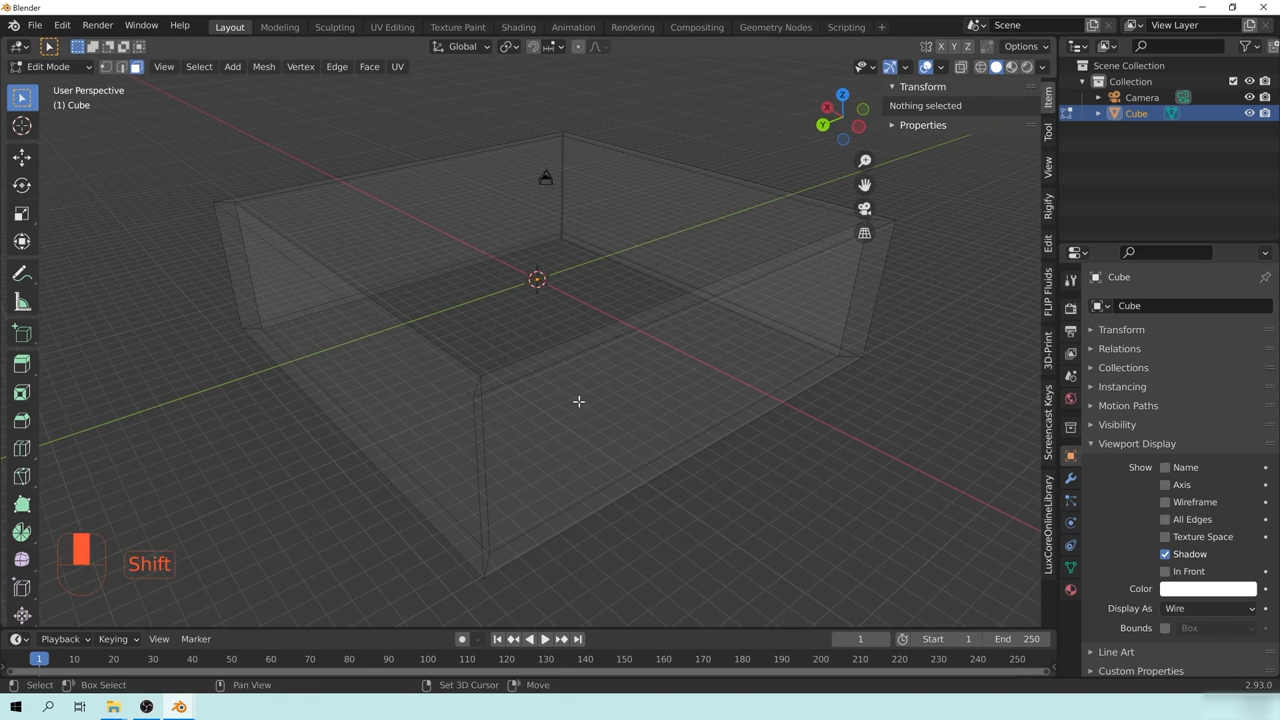 Blender
File Edit Render Window Help Layout Modeling Sculpting UV Editing Texture Paint Shading Animation Rendering Compositing Geometry Nodes Scripting + Scene View Layer
Global Options
X Y Z
Edit Mode View Select Add Mesh Vertex Edge Face UV
User Perspective
(1) Cube
Z
X
Y
Transform
Nothing selected
Properties
Item
Tool
View
Rigify
Edit
FLIP Fluids
3D-Print
Screencast Keys
LuxCoreOnlineLibrary
Scene Collection
Collection
Camera
Cube
Cube
Cube
Transform
Relations
Collections
Instancing
Motion Paths
Visibility
Viewport Display
Show Name
Axis
Wireframe
All Edges
Texture Space
Shadow
In Front
Color
Display As Wire
Bounds Box
Line Art
Custom Properties
Shift
Playback Keying View Marker 1 Start 1 End 250
1 10 20 30 40 50 60 70 80 90 100 110 120 130 140 150 160 170 180 190 200 210 220 230 240 250
Select Box Select Pan View Set 3D Cursor Move 2.93.0